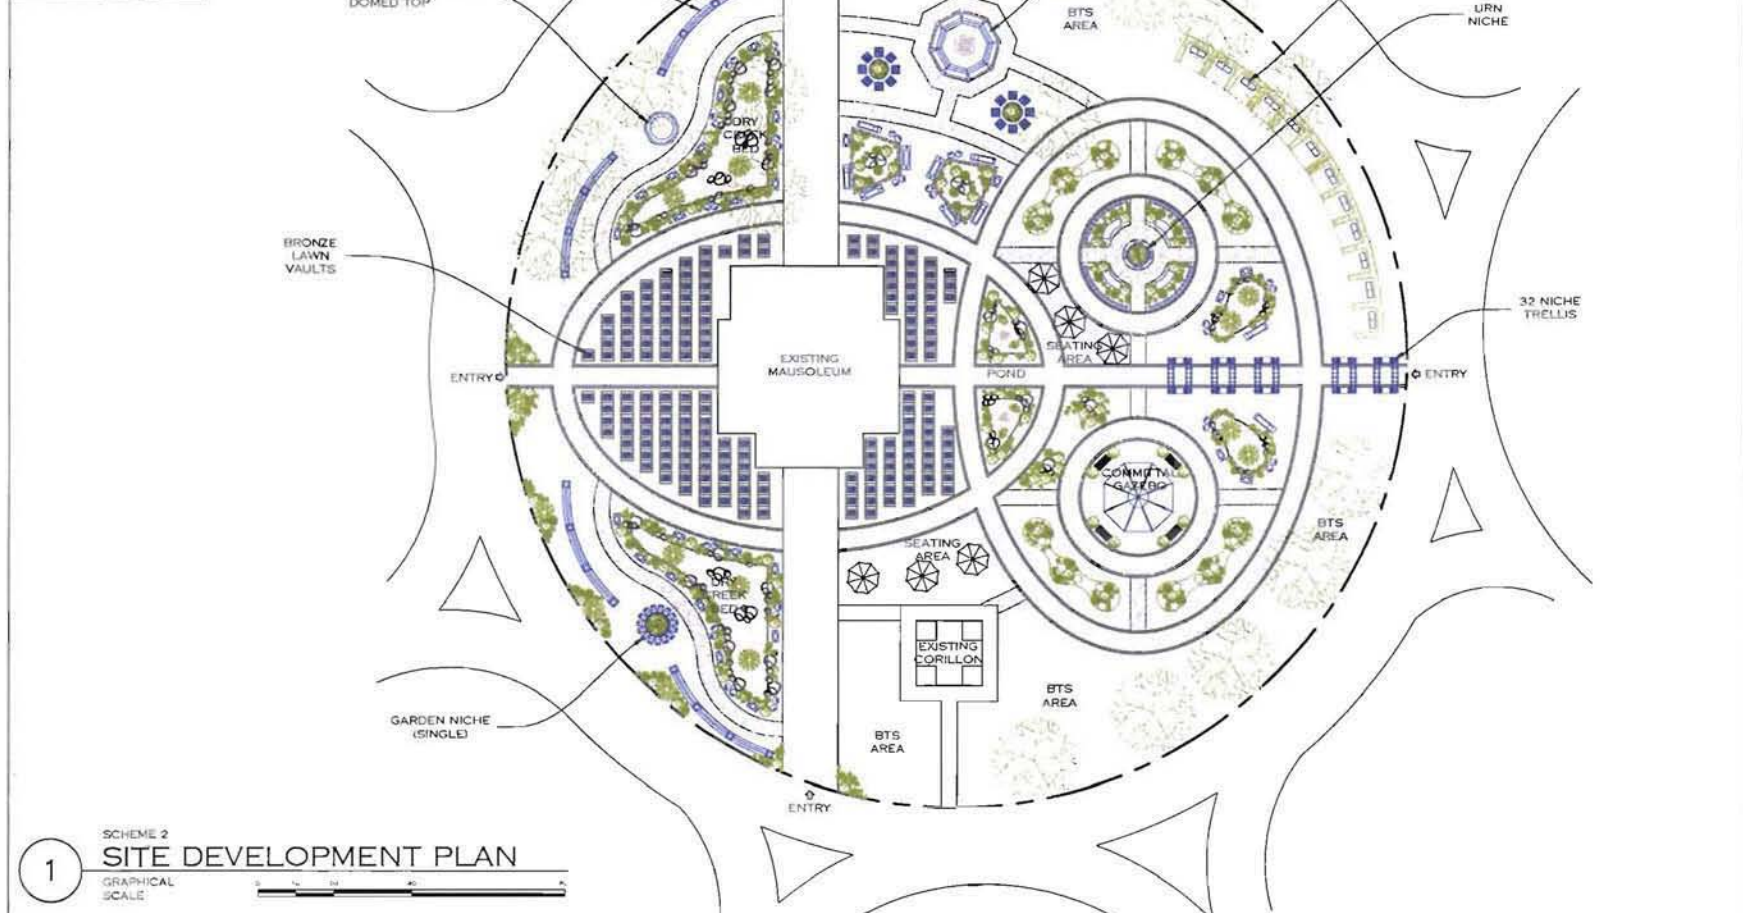 DOMED TOP
BTS
AREA
URN
NICHE
DRY
CREEK
BED
BRONZE
LAWN
VAULTS
32 NICHE
TRELLIS
EXISTING
MAUSOLEUM
SEATING
AREA
POND
ENTRY
ENTRY
COMMITTAL
GAZEBO
BTS
AREA
SEATING
AREA
DRY
CREEK
BED
EXISTING
CORILLON
BTS
AREA
GARDEN NICHE
(SINGLE)
BTS
AREA
ENTRY
1
SCHEME 2
SITE DEVELOPMENT PLAN
GRAPHICAL
SCALE